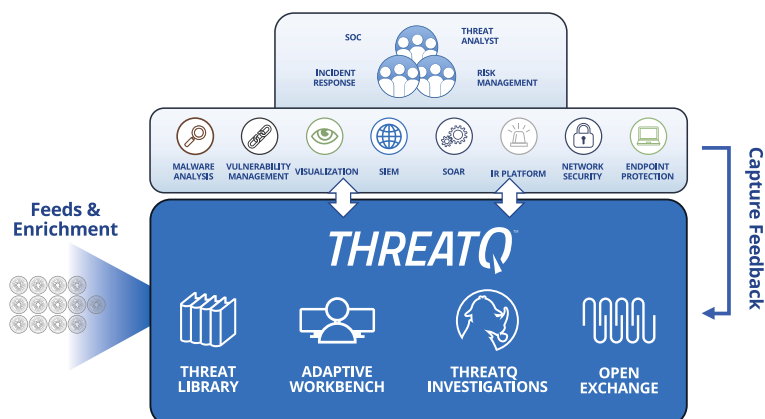 SOC
THREAT
ANALYST
INCIDENT
RESPONSE
RISK
MANAGEMENT
MALWARE
ANALYSIS
VULNERABILITY
MANAGEMENT
VISUALIZATION
SIEM
SOAR
IR PLATFORM
NETWORK
SECURITY
ENDPOINT
PROTECTION
Feeds &
Enrichment
Capture Feedback
THREATQ™
THREAT
LIBRARY
ADAPTIVE
WORKBENCH
THREATQ
INVESTIGATIONS
OPEN
EXCHANGE